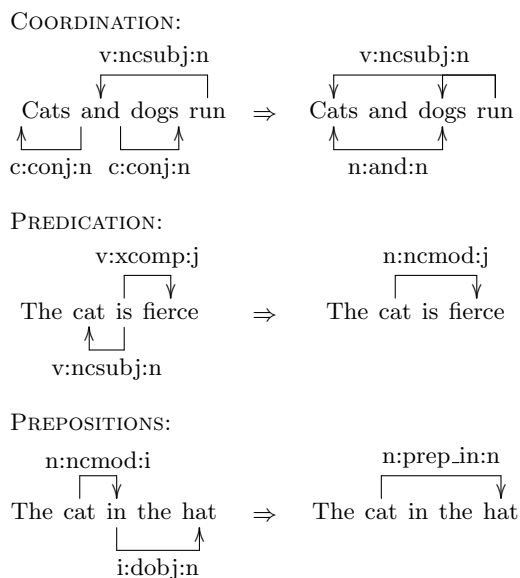 COORDINATION:
v:ncsubj:n v:ncsubj:n
Cats and dogs run ⇒ Cats and dogs run
c:conj:n c:conj:n n:and:n
PREDICATION:
v:xcomp:j n:ncmod:j
The cat is fierce ⇒ The cat is fierce
v:ncsubj:n
PREPOSITIONS:
n:ncmod:i n:prep_in:n
The cat in the hat ⇒ The cat in the hat
i:dobj:n